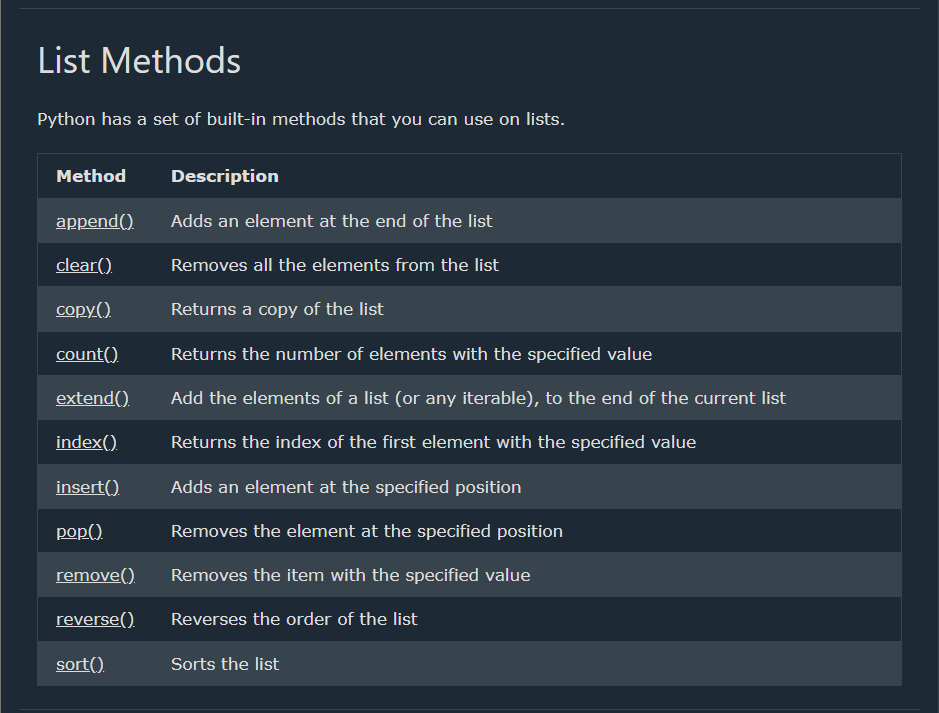 List Methods
Python has a set of built-in methods that you can use on lists.
Method Description
append() Adds an element at the end of the list
clear() Removes all the elements from the list
copy() Returns a copy of the list
count() Returns the number of elements with the specified value
extend() Add the elements of a list (or any iterable), to the end of the current list
index() Returns the index of the first element with the specified value
insert() Adds an element at the specified position
pop() Removes the element at the specified position
remove() Removes the item with the specified value
reverse() Reverses the order of the list
sort() Sorts the list